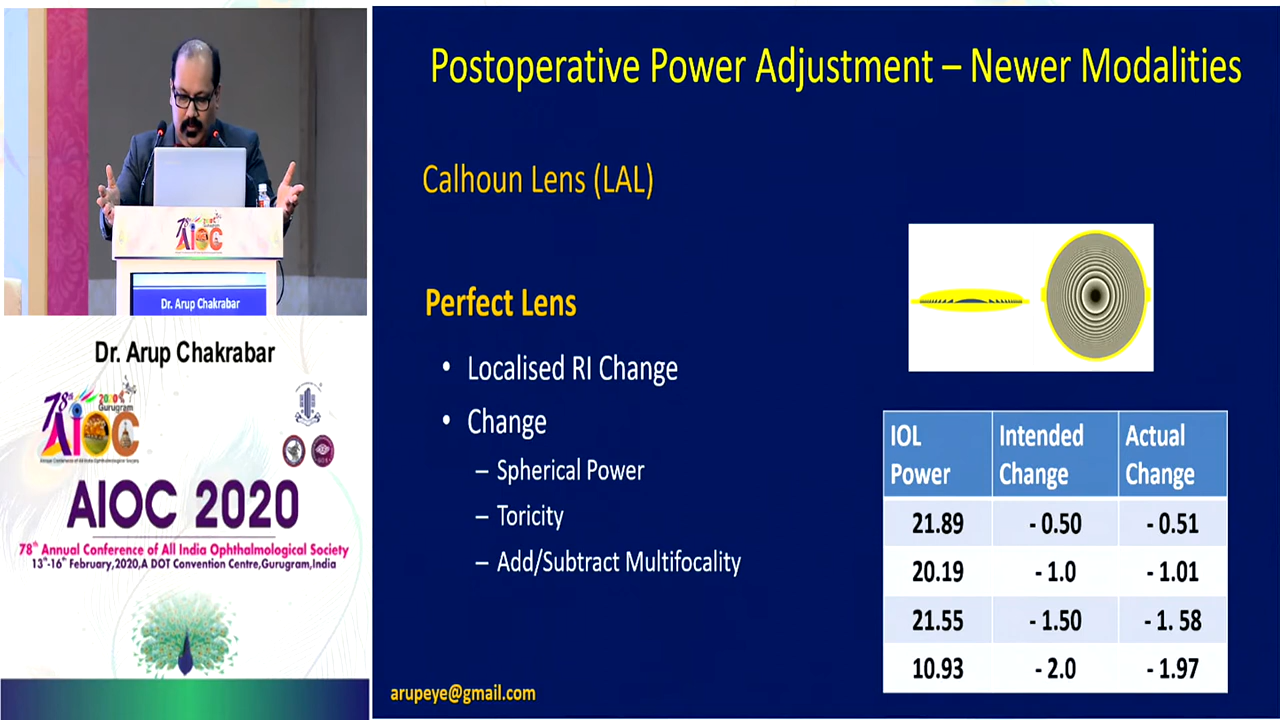 Postoperative Power Adjustment – Newer Modalities
Calhoun Lens (LAL)
Perfect Lens
• Localised RI Change
• Change
– Spherical Power
– Toricity
– Add/Subtract Multifocality
IOL Power Intended Change Actual Change
21.89 - 0.50 - 0.51
20.19 - 1.0 - 1.01
21.55 - 1.50 - 1. 58
10.93 - 2.0 - 1.97
arupeye@gmail.com
78th 2020
AIOC
Dr. Arup Chakrabar
Dr. Arup Chakrabar
78th 2020
Gurugram
AIOC
AIOC 2020
78th Annual Conference of All India Ophthalmological Society
13th-16th February,2020,A DOT Convention Centre,Gurugram,India